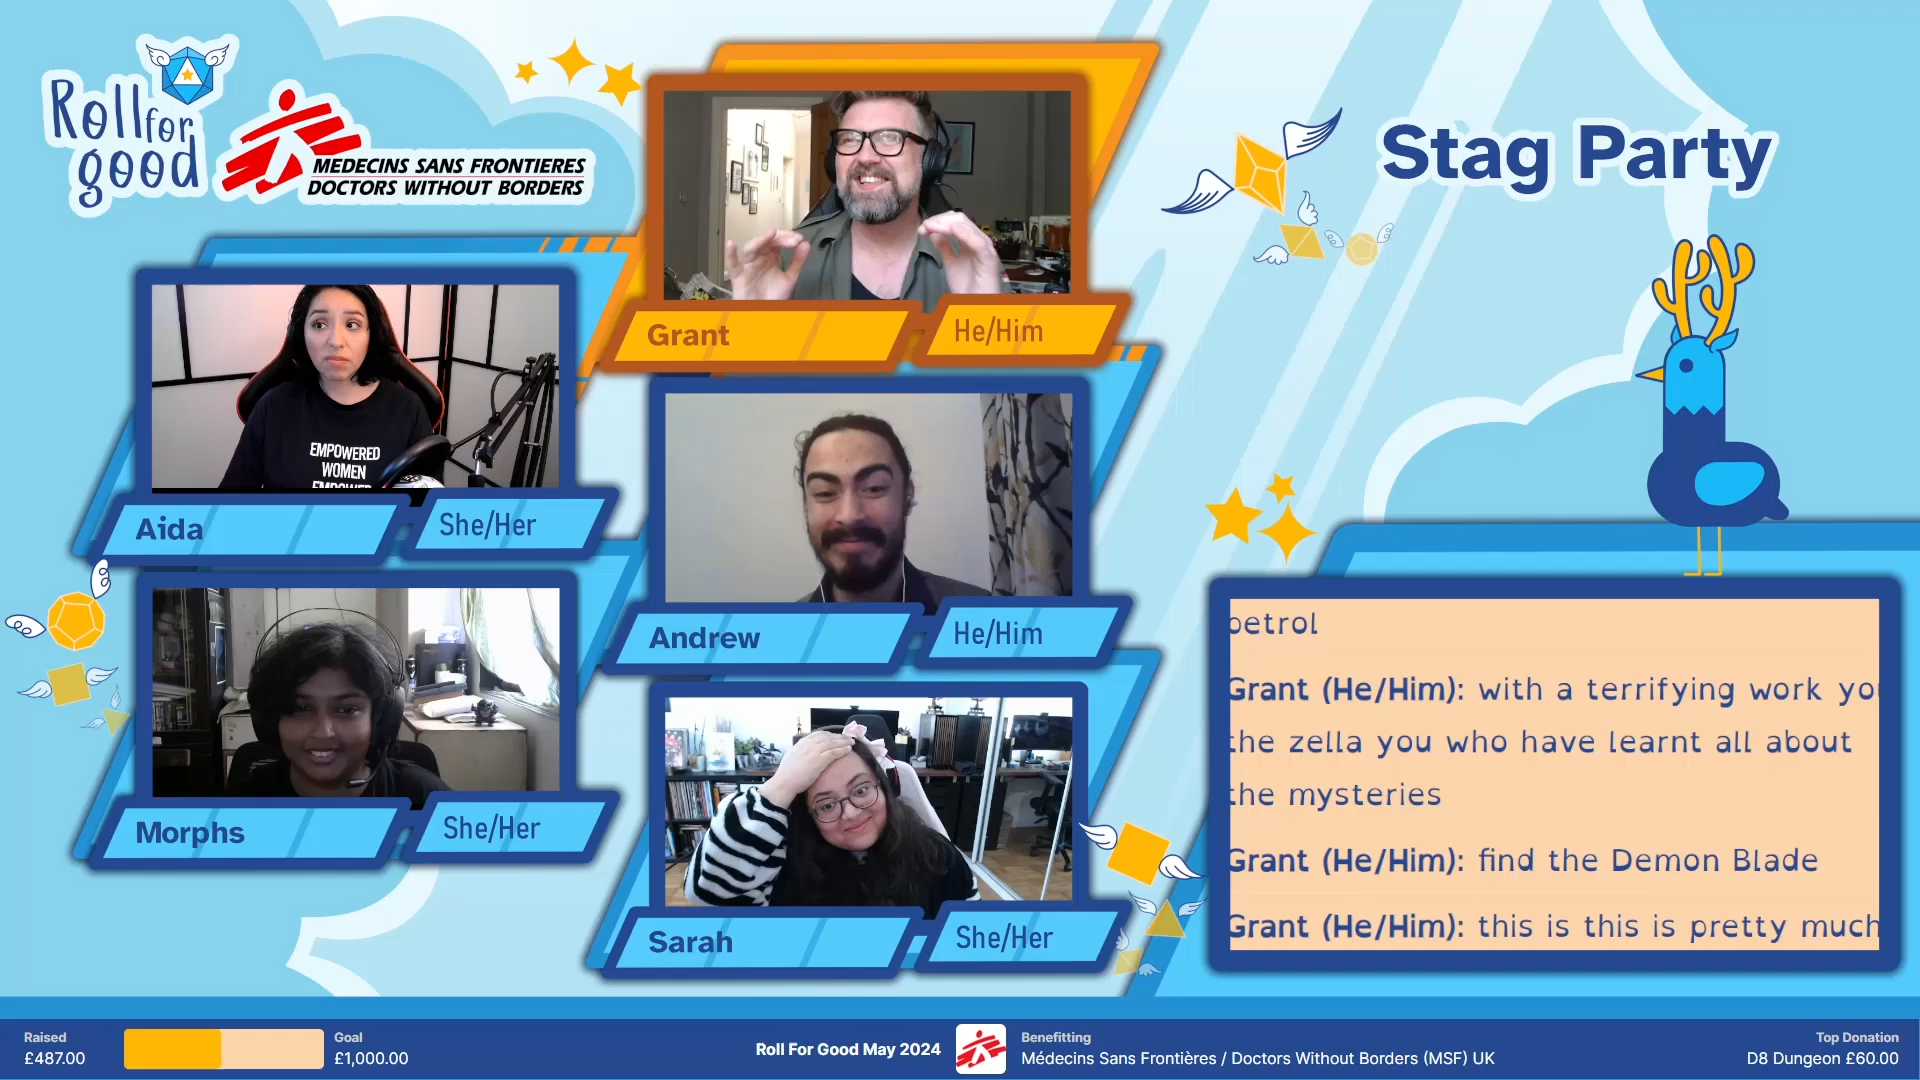 Roll for good
MEDECINS SANS FRONTIERES
DOCTORS WITHOUT BORDERS
Stag Party
Grant
He/Him
EMPOWERED
WOMEN
Aida
She/Her
Andrew
He/Him
Morphs
She/Her
Sarah
She/Her
petrol
Grant (He/Him): with a terrifying work
the zella you who have learnt all about
the mysteries
Grant (He/Him): find the Demon Blade
Grant (He/Him): this is this is pretty much
Raised
£487.00
Goal
£1,000.00
Roll For Good May 2024
Benefitting
Médecins Sans Frontières / Doctors Without Borders (MSF) UK
Top Donation
D8 Dungeon £60.00